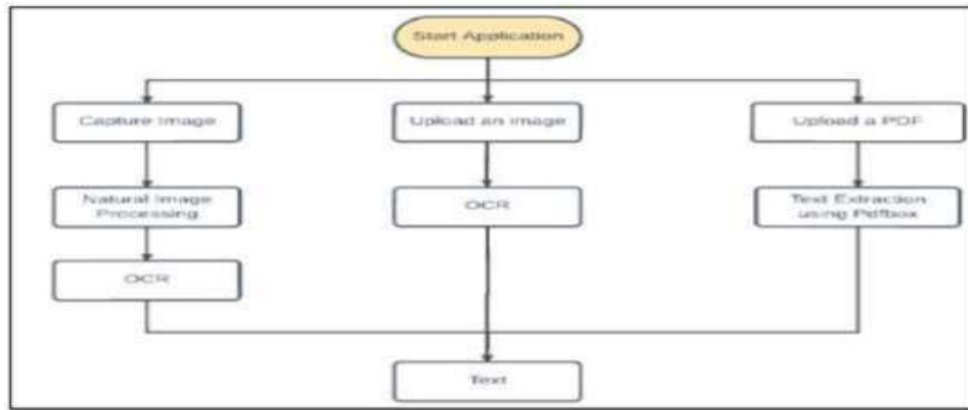 Start Application
Capture Image
Upload an image
Upload a PDF
Natural Image
Processing
OCR
Text Extraction
using Pdfbox
OCR
Text